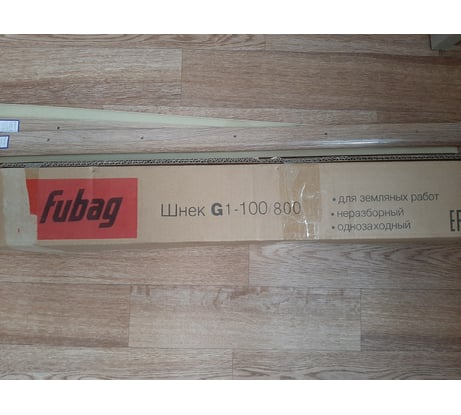 fubag
Шнек G1-100/800
• для земляных работ
• неразборный
• однозаходный